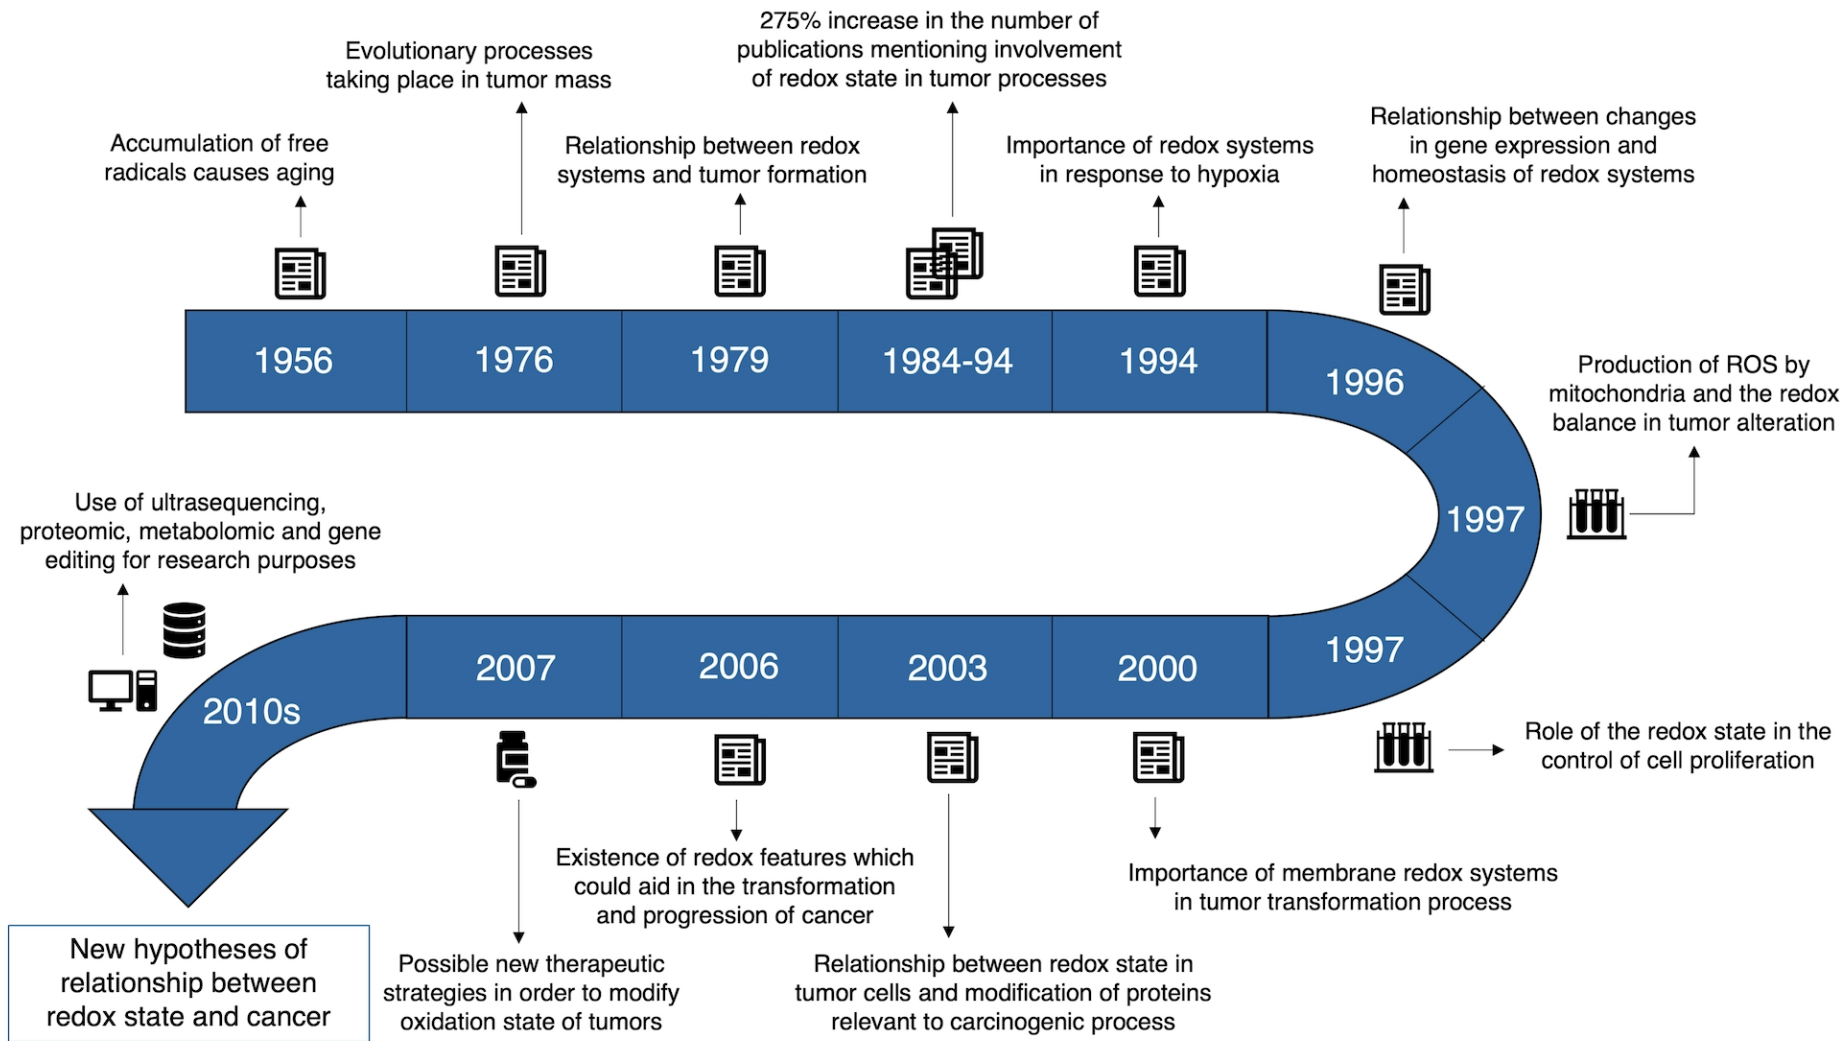 275% increase in the number of
publications mentioning involvement
of redox state in tumor processes
Evolutionary processes
taking place in tumor mass
Accumulation of free
radicals causes aging
Relationship between redox
systems and tumor formation
Importance of redox systems
in response to hypoxia
Relationship between changes
in gene expression and
homeostasis of redox systems
1956
1976
1979
1984-94
1994
1996
Production of ROS by
mitochondria and the redox
balance in tumor alteration
1997
Use of ultrasequencing,
proteomic, metabolomic and gene
editing for research purposes
2010s
2007
2006
2003
2000
1997
Role of the redox state in the
control of cell proliferation
Importance of membrane redox systems
in tumor transformation process
Existence of redox features which
could aid in the transformation
and progression of cancer
Possible new therapeutic
strategies in order to modify
oxidation state of tumors
Relationship between redox state in
tumor cells and modification of proteins
relevant to carcinogenic process
New hypotheses of
relationship between
redox state and cancer